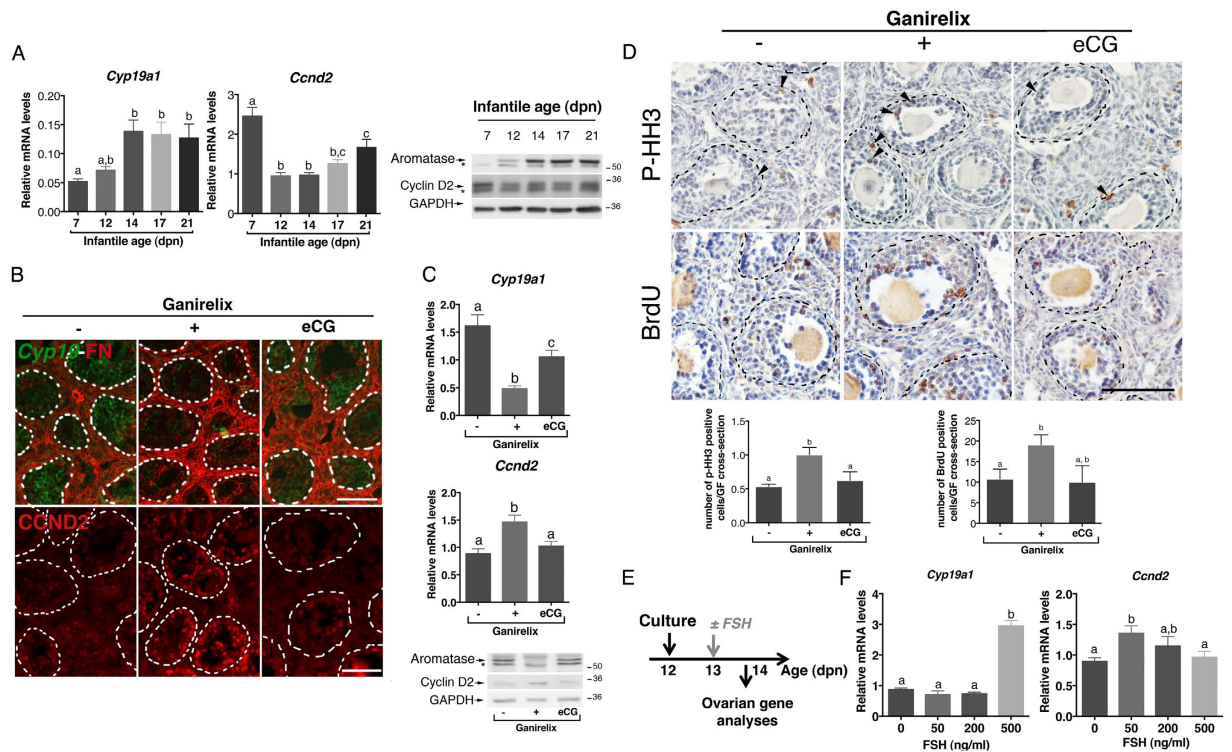 A
Cyp19a1
Relative mRNA levels
0.20
0.15
0.10
0.05
0.00
a
a,b
b
b
b
7 12 14 17 21
Infantile age (dpn)
Ccnd2
Relative mRNA levels
3
2
1
0
a
b
b
b,c
c
7 12 14 17 21
Infantile age (dpn)
Infantile age (dpn)
7 12 14 17 21
Aromatase
*
50
Cyclin D2
*
36
GAPDH
36
B
Ganirelix
- + eCG
Cyp19 FN
CCND2
C
Cyp19a1
Relative mRNA levels
2.0
1.5
1.0
0.5
0.0
a
b
c
- + eCG
Ganirelix
Ccnd2
Relative mRNA levels
2.0
1.5
1.0
0.5
0.0
a
b
a
- + eCG
Ganirelix
Aromatase
*
50
Cyclin D2
36
GAPDH
36
- + eCG
Ganirelix
D
Ganirelix
- + eCG
P-HH3
BrdU
number of p-HH3 positive
cells/GF cross-section
1.5
1.0
0.5
0.0
a
b
a
- + eCG
Ganirelix
number of BrdU positive
cells/GF cross-section
25
20
15
10
5
0
a
b
a, b
- + eCG
Ganirelix
E
Culture
± FSH
12 13 14 Age (dpn)
Ovarian gene
analyses
F
Cyp19a1
Relative mRNA levels
4
3
2
1
0
a
a
a
b
0 50 200 500
FSH (ng/ml)
Ccnd2
Relative mRNA levels
2.0
1.5
1.0
0.5
0.0
a
b
a,b
a
0 50 200 500
FSH (ng/ml)